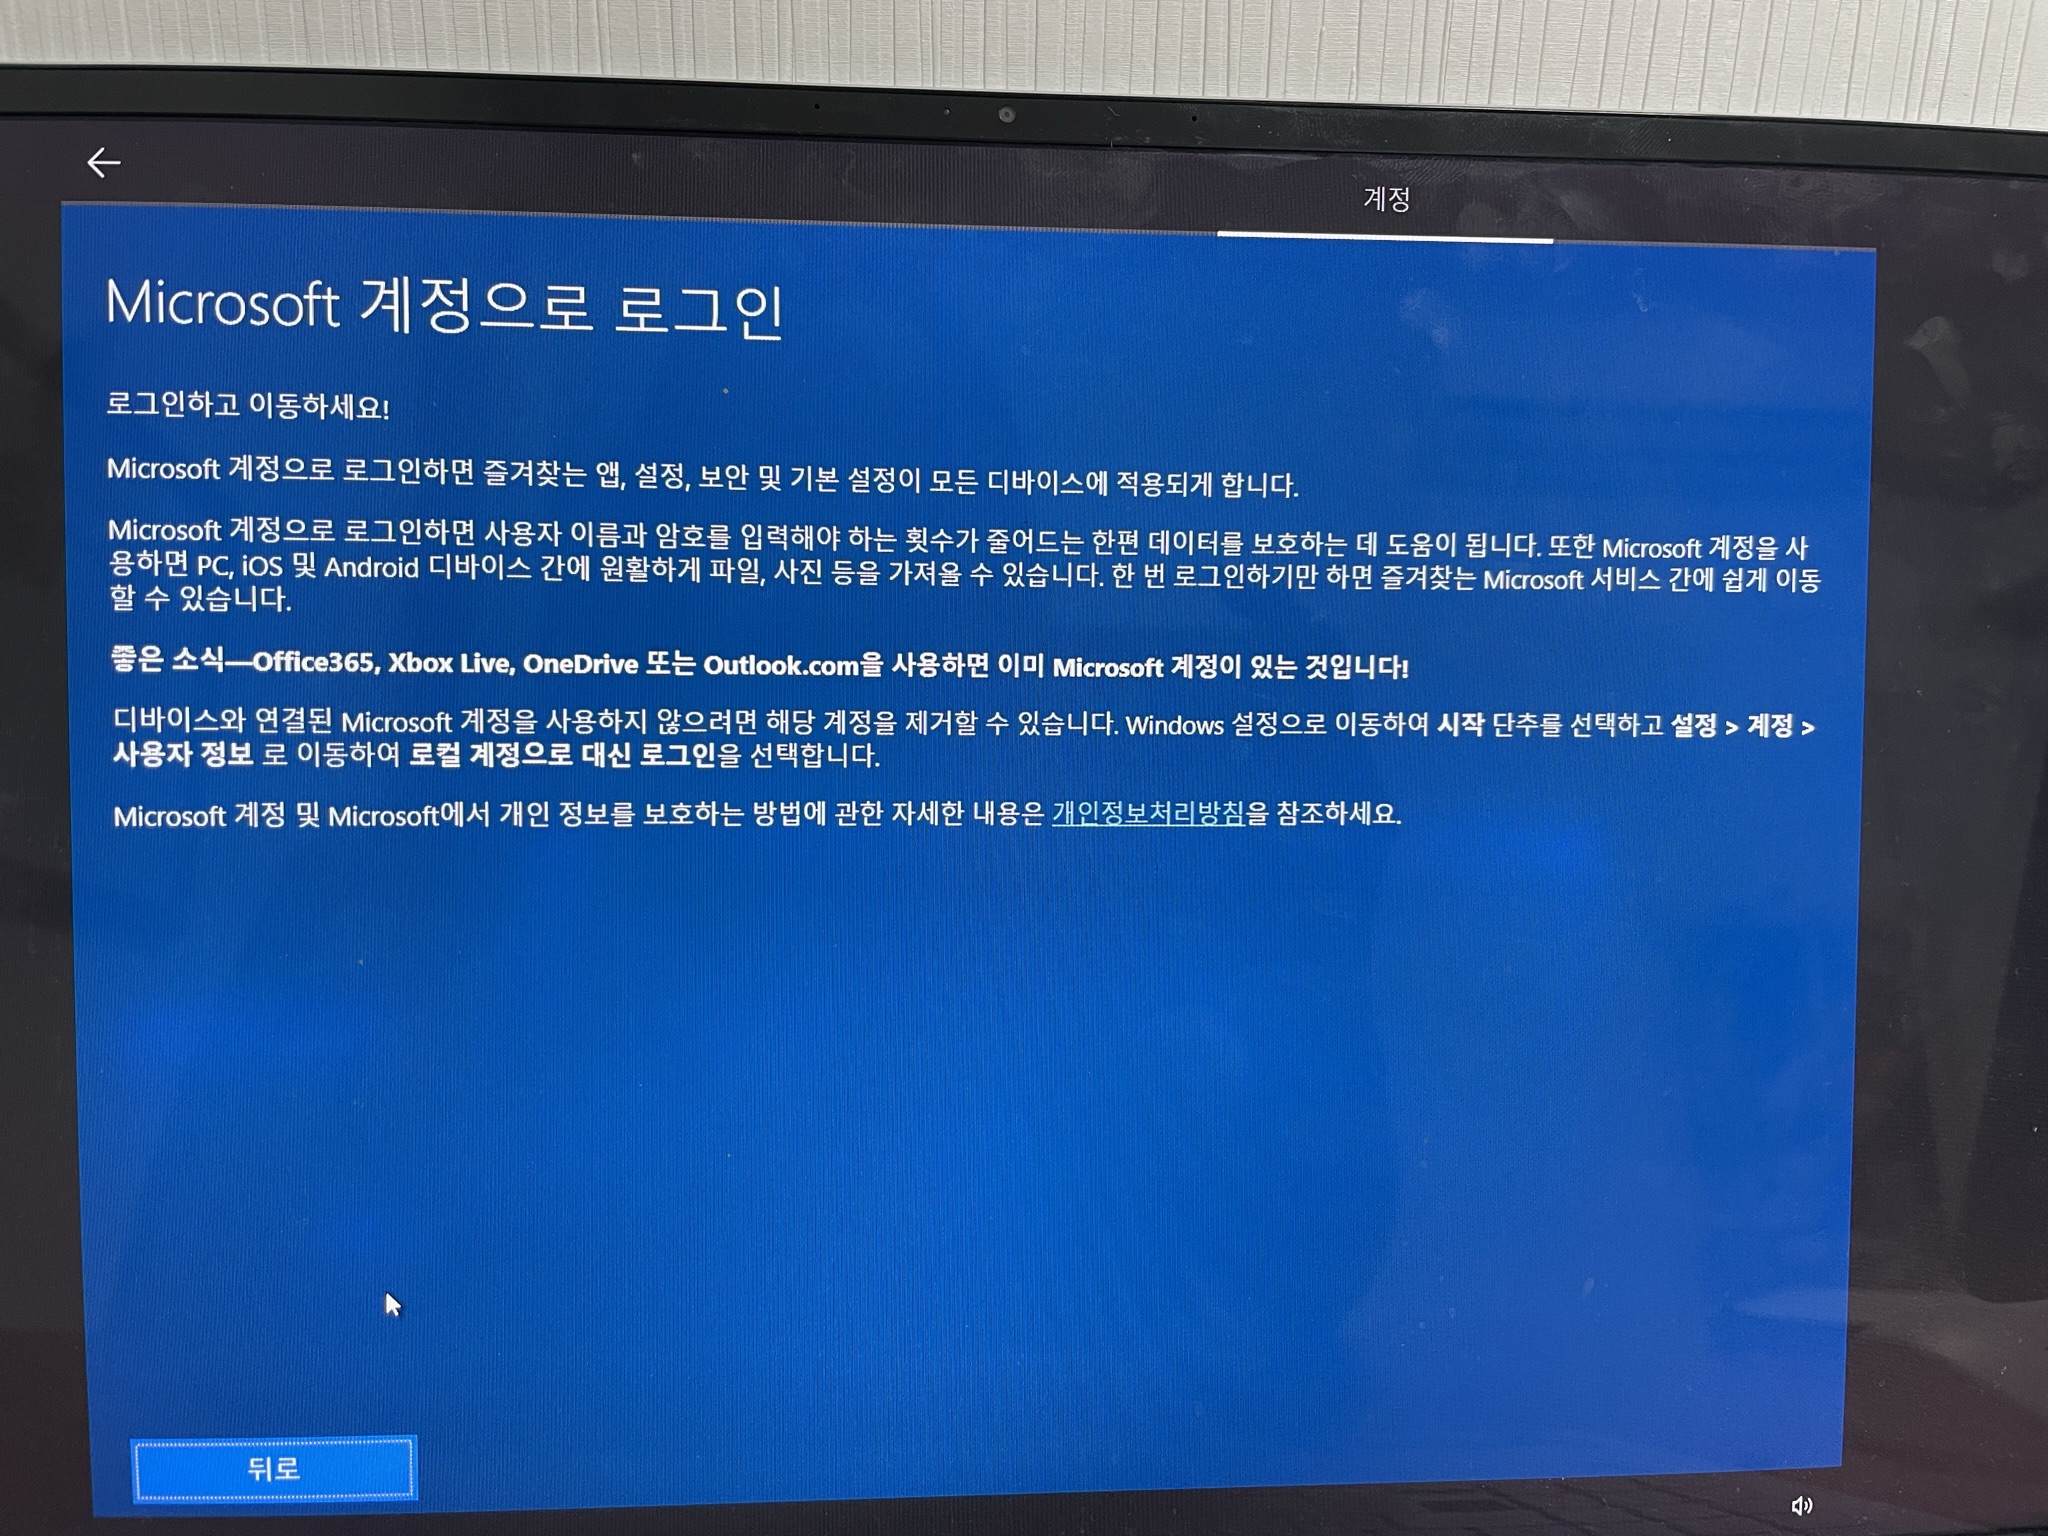 계정
Microsoft 계정으로 로그인
로그인하고 이동하세요!
Microsoft 계정으로 로그인하면 즐겨찾는 앱, 설정, 보안 및 기본 설정이 모든 디바이스에 적용되게 합니다.
Microsoft 계정으로 로그인하면 사용자 이름과 암호를 입력해야 하는 횟수가 줄어드는 한편 데이터를 보호하는 데 도움이 됩니다. 또한 Microsoft 계정을 사
용하면 PC, iOS 및 Android 디바이스 간에 원활하게 파일, 사진 등을 가져올 수 있습니다. 한 번 로그인하기만 하면 즐겨찾는 Microsoft 서비스 간에 쉽게 이동
할 수 있습니다.
좋은 소식—Office365, Xbox Live, OneDrive 또는 Outlook.com을 사용하면 이미 Microsoft 계정이 있는 것입니다!
디바이스와 연결된 Microsoft 계정을 사용하지 않으려면 해당 계정을 제거할 수 있습니다. Windows 설정으로 이동하여 시작 단추를 선택하고 설정 > 계정 >
사용자 정보 로 이동하여 로컬 계정으로 대신 로그인을 선택합니다.
Microsoft 계정 및 Microsoft에서 개인 정보를 보호하는 방법에 관한 자세한 내용은 개인정보처리방침을 참조하세요.
뒤로